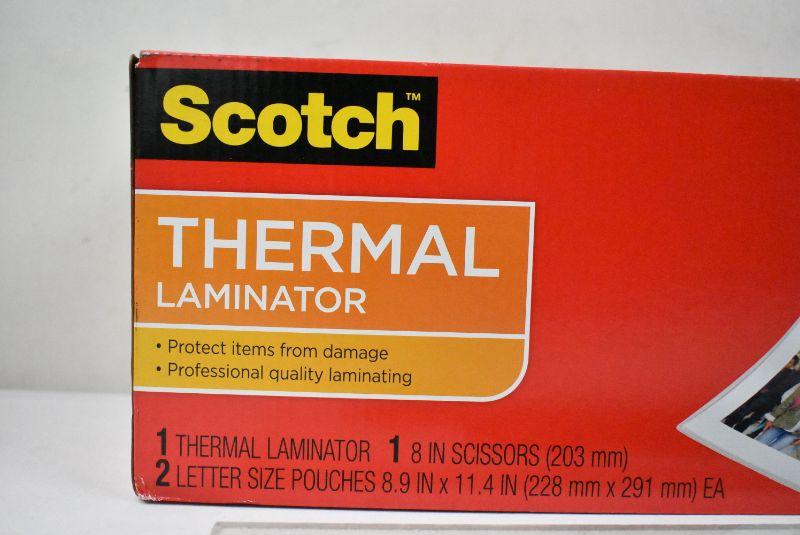 Scotch™
THERMAL
LAMINATOR
• Protect items from damage
• Professional quality laminating
1 THERMAL LAMINATOR 1 8 IN SCISSORS (203 mm)
2 LETTER SIZE POUCHES 8.9 IN x 11.4 IN (228 mm x 291 mm) EA